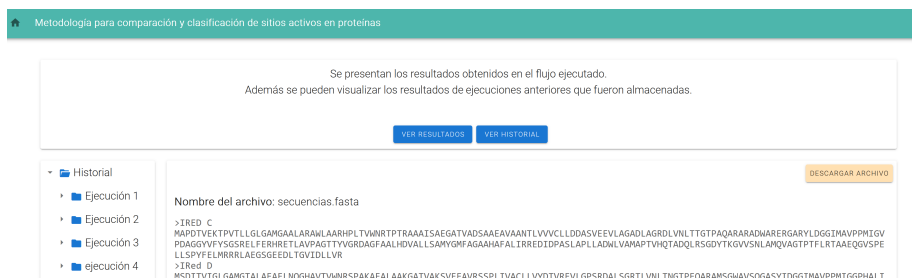 Metodología para comparación y clasificación de sitios activos en proteínas
Se presentan los resultados obtenidos en el flujo ejecutado.
Además se pueden visualizar los resultados de ejecuciones anteriores que fueron almacenadas.
VER RESULTADOS VER HISTORIAL
Historial
Ejecución 1
Ejecución 2
Ejecución 3
ejecución 4
DESCARGAR ARCHIVO
Nombre del archivo: secuencias.fasta
>IRED C
MAPDTVEKTPVTLLGLGAMGAALARAWLAARHPLTVWNRTPTRAAAISAEGATVADSAAEAVAANTLVVVCLLDDASVEEVLAGADLAGRDLVNLTTGTPAQARARADWARERGARYLDGGIMAVPPMIGV
PDAGGYVFYSGSRELFERHRETLAVPAGTTYVGRDAGFAALHDVALLSAMYGMFAGAAHAFALIRREDIDPASLAPLLADWLVAMAPTVHQTADQLRSGDYTKGVVSNLAMQVAGTPTFLRTAAEQGVSPE
LLSPYFELMRRRLAEGSGEEDLTGVIDLLVR
>IRed D